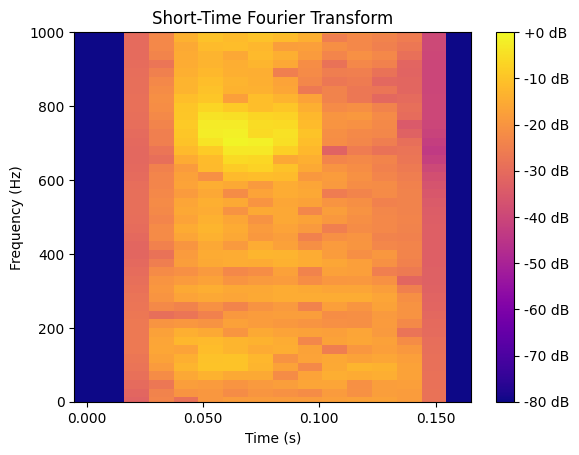 Short-Time Fourier Transform
Frequency (Hz)
1000
800
600
400
200
0
0.000
0.050
0.100
0.150
Time (s)
+0 dB
-10 dB
-20 dB
-30 dB
-40 dB
-50 dB
-60 dB
-70 dB
-80 dB